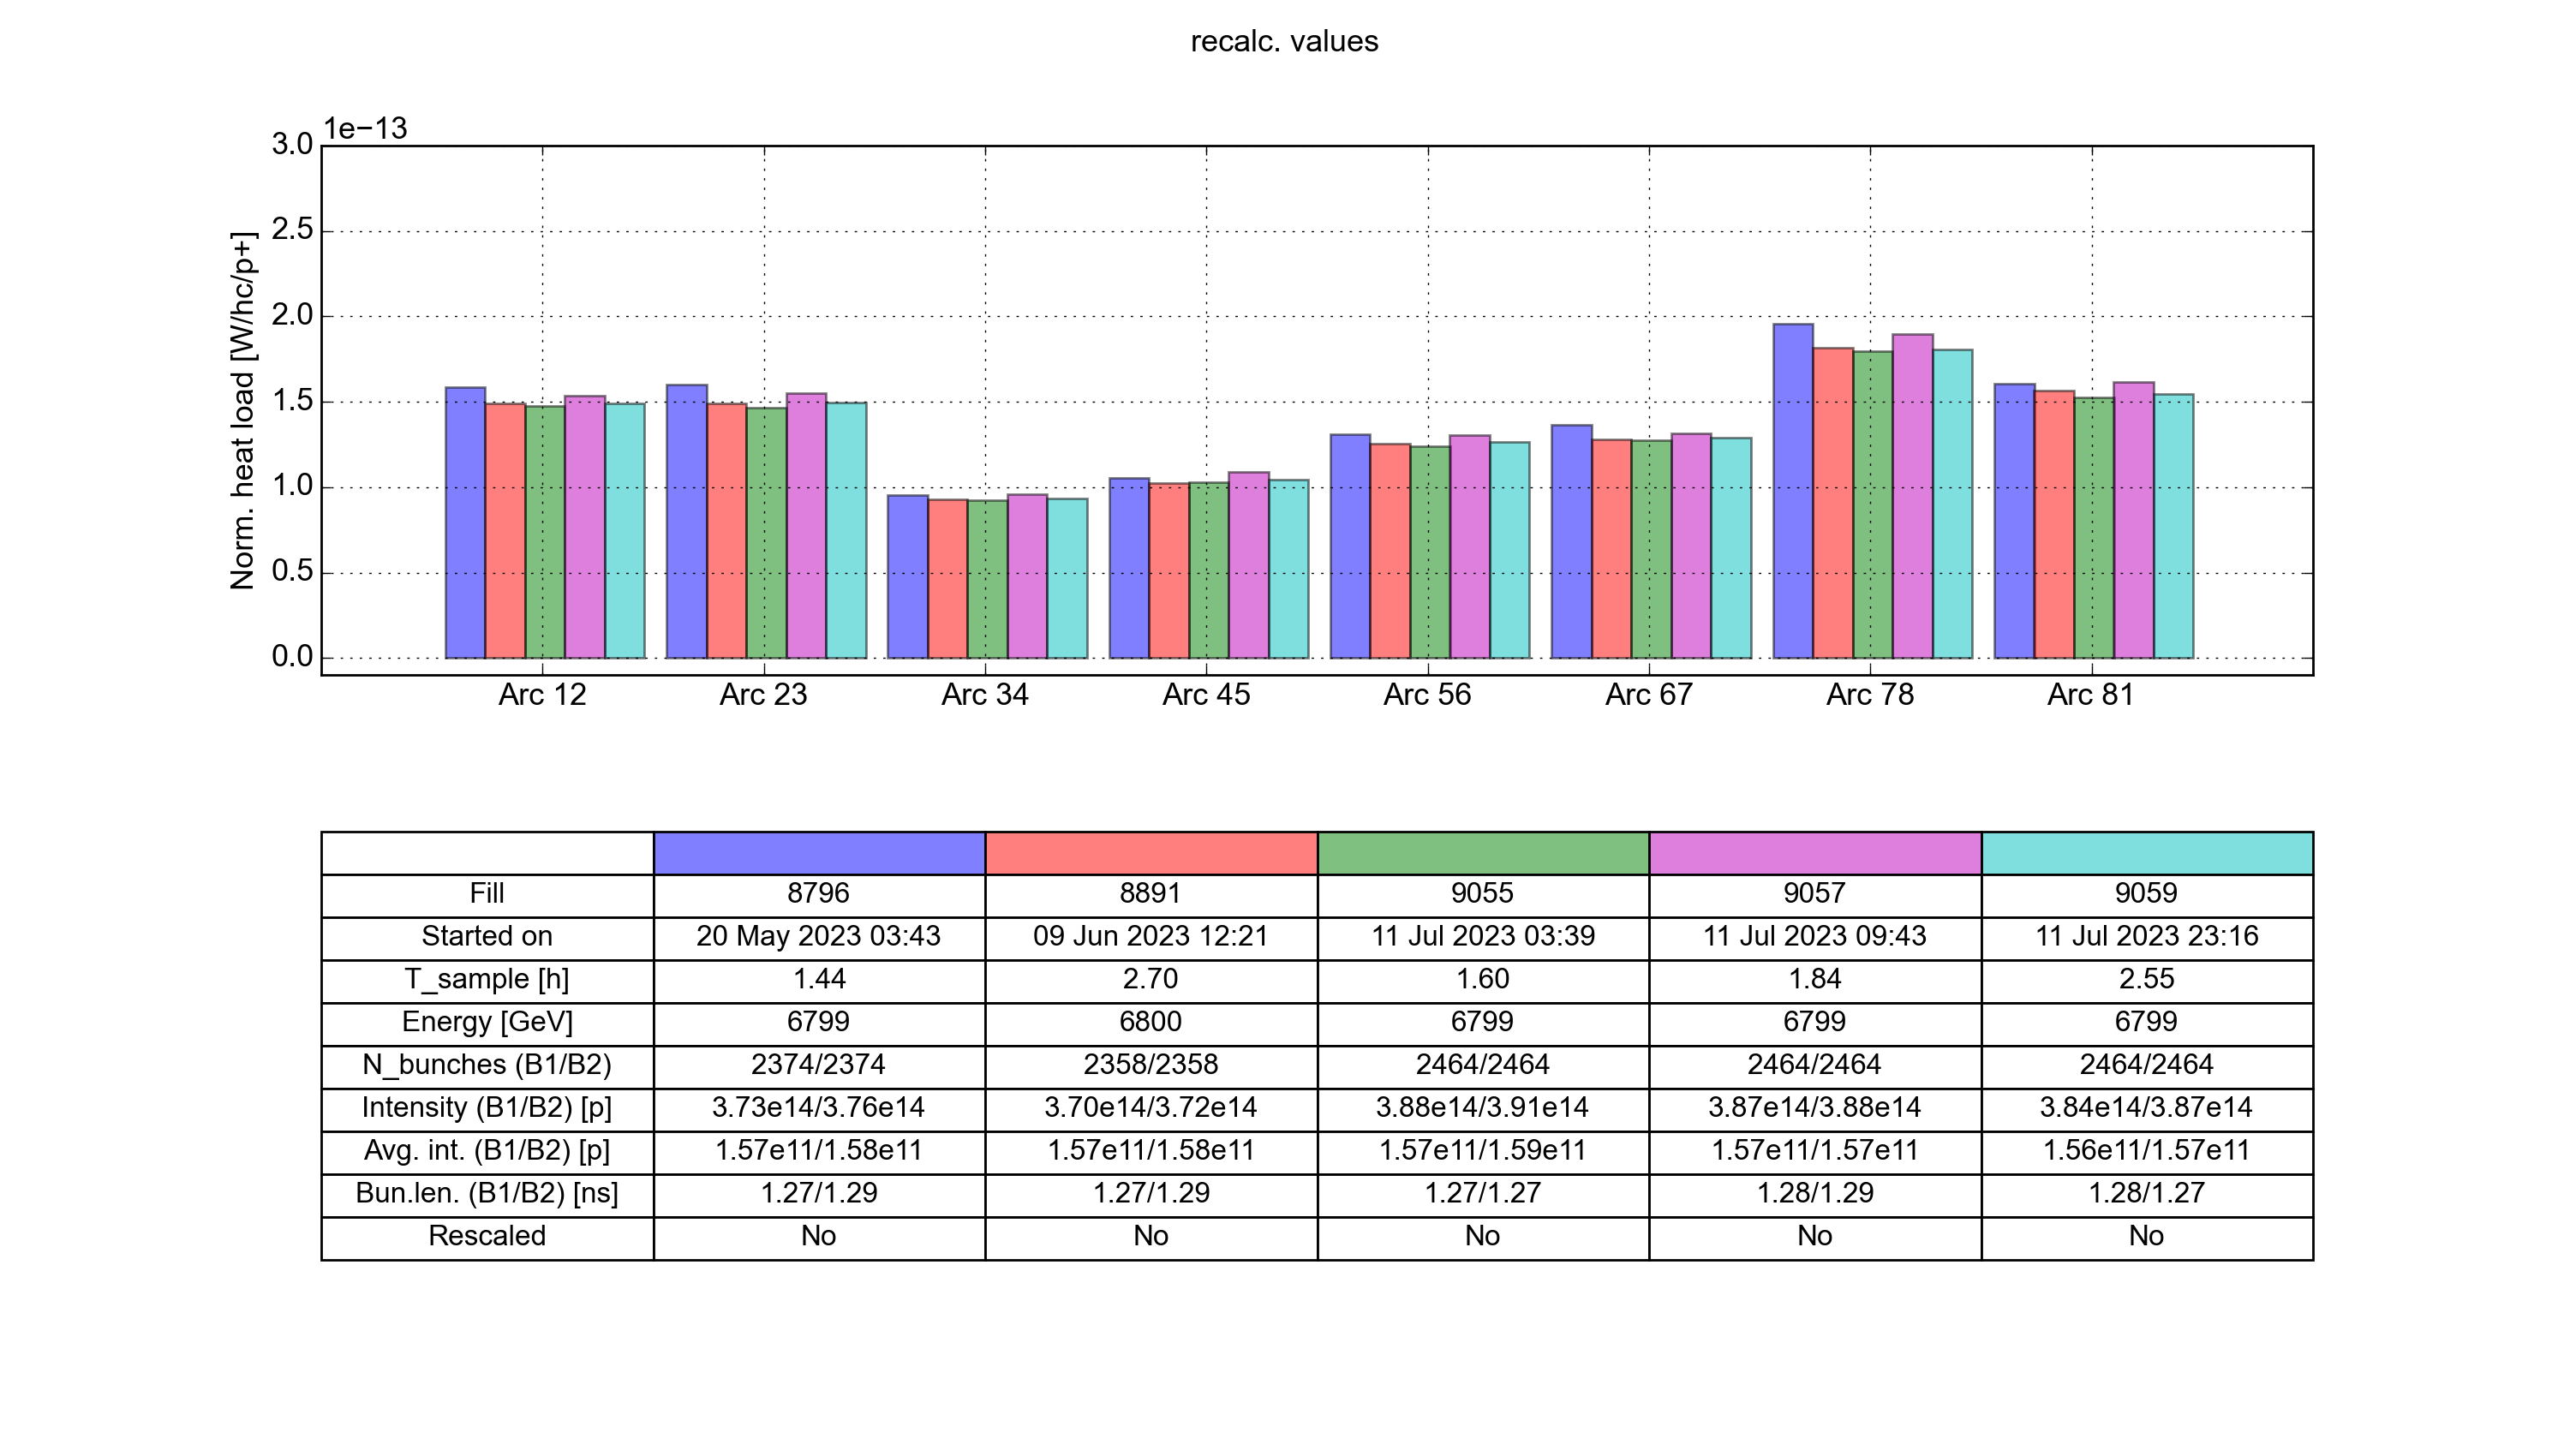 recalc. values
1e−13
3.0
2.5
2.0
1.5
1.0
0.5
0.0
Norm. heat load [W/hc/p+]
Arc 12 Arc 23 Arc 34 Arc 45 Arc 56 Arc 67 Arc 78 Arc 81
Fill 8796 8891 9055 9057 9059
Started on 20 May 2023 03:43 09 Jun 2023 12:21 11 Jul 2023 03:39 11 Jul 2023 09:43 11 Jul 2023 23:16
T_sample [h] 1.44 2.70 1.60 1.84 2.55
Energy [GeV] 6799 6800 6799 6799 6799
N_bunches (B1/B2) 2374/2374 2358/2358 2464/2464 2464/2464 2464/2464
Intensity (B1/B2) [p] 3.73e14/3.76e14 3.70e14/3.72e14 3.88e14/3.91e14 3.87e14/3.88e14 3.84e14/3.87e14
Avg. int. (B1/B2) [p] 1.57e11/1.58e11 1.57e11/1.58e11 1.57e11/1.59e11 1.57e11/1.57e11 1.56e11/1.57e11
Bun.len. (B1/B2) [ns] 1.27/1.29 1.27/1.29 1.27/1.27 1.28/1.29 1.28/1.27
Rescaled No No No No No